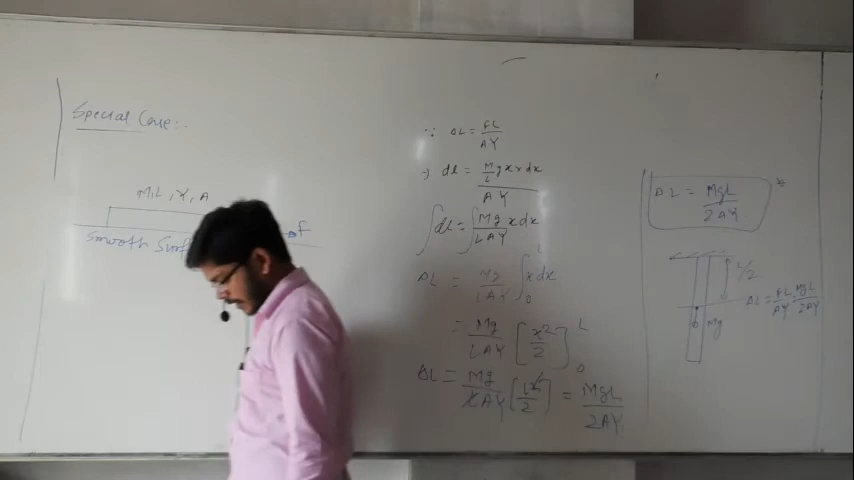 Special Case:-
M, L, Y, A
F
Smooth Surf
∵ ΔL = FL/AY
→ dl = M/L g x x dx / AY
∫dl = ∫ Mg/LAY x dx
ΔL = Mg/LAY ∫₀ᴸ x dx
= Mg/LAY [x²/2]₀ᴸ
ΔL = Mg/LAY [L²/2] = MgL/2AY
ΔL = MgL/2AY *
L/2
ΔL = FL/AY = MgL/2AY
Mg